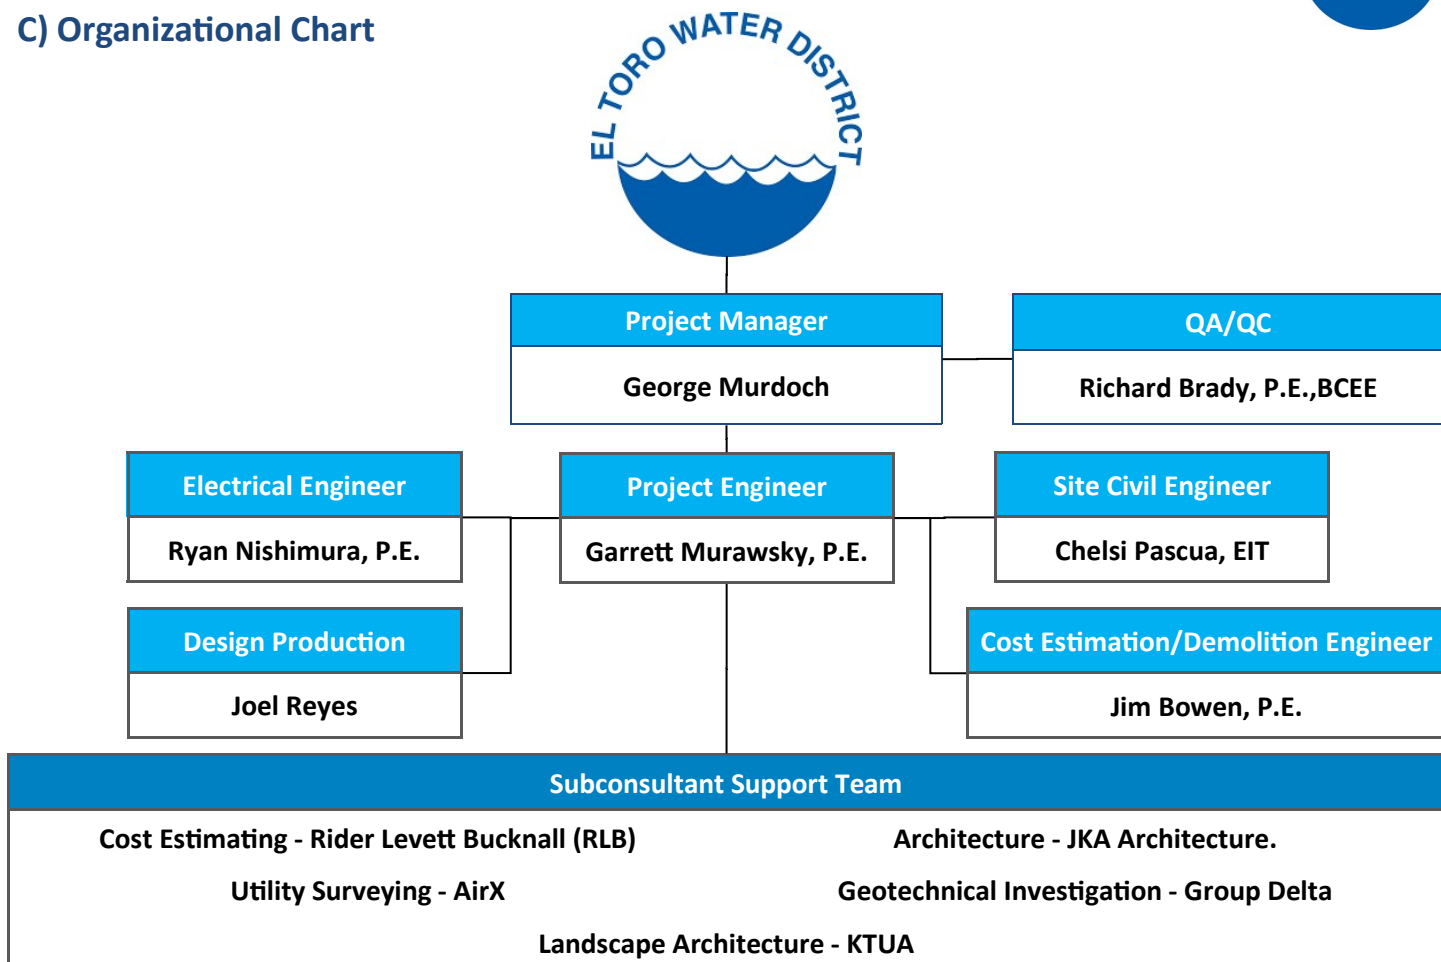 C) Organizational Chart
EL TORO WATER DISTRICT
Project Manager
George Murdoch
QA/QC
Richard Brady, P.E.,BCEE
Electrical Engineer
Ryan Nishimura, P.E.
Project Engineer
Garrett Murawsky, P.E.
Site Civil Engineer
Chelsi Pascua, EIT
Design Production
Joel Reyes
Cost Estimation/Demolition Engineer
Jim Bowen, P.E.
Subconsultant Support Team
Cost Estimating - Rider Levett Bucknall (RLB)
Architecture - JKA Architecture.
Utility Surveying - AirX
Geotechnical Investigation - Group Delta
Landscape Architecture - KTUA